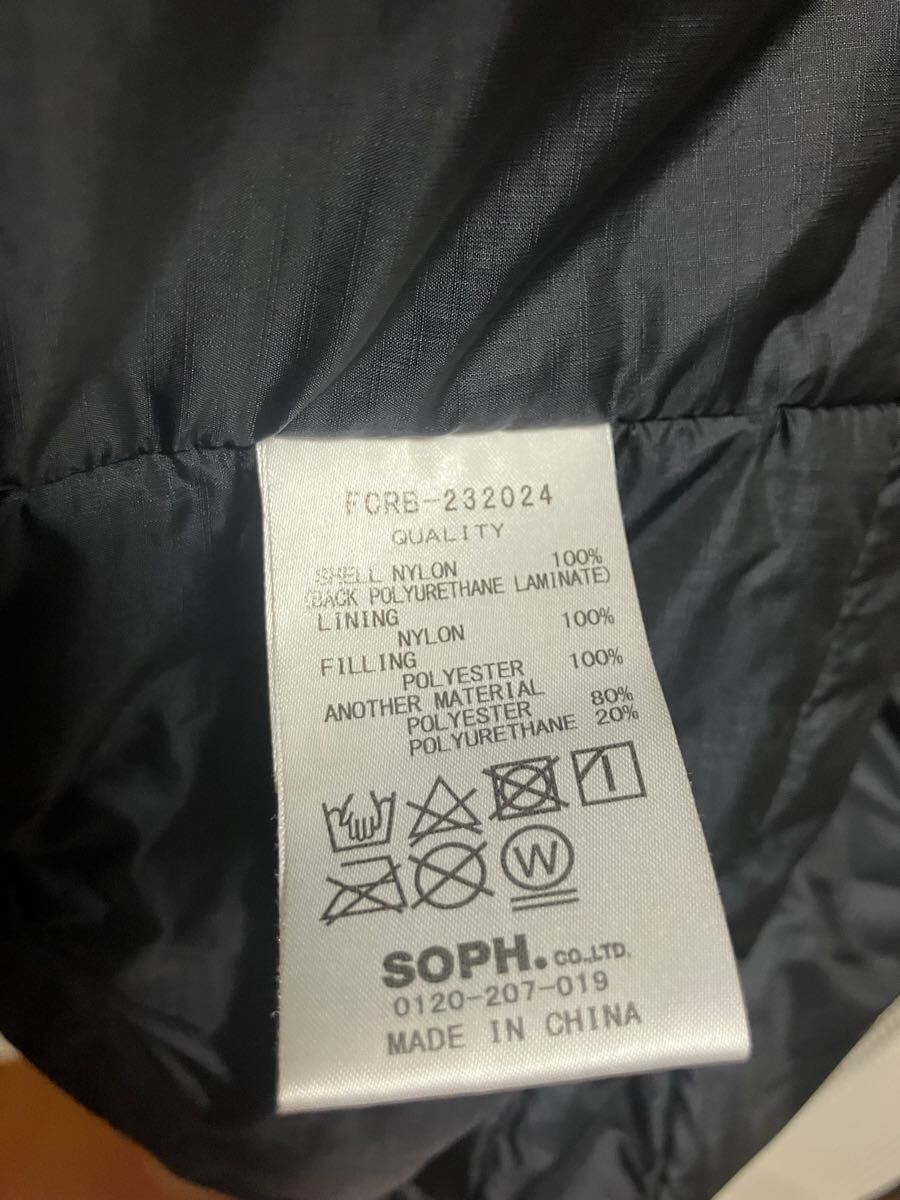 FCRB-232024
QUALITY
SHELL NYLON 100%
(BACK POLYURETHANE LAMINATE)
LINING
NYLON 100%
FILLING
POLYESTER 100%
ANOTHER MATERIAL
POLYESTER 80%
POLYURETHANE 20%
W
SOPH. CO.,LTD.
0120-207-019
MADE IN CHINA